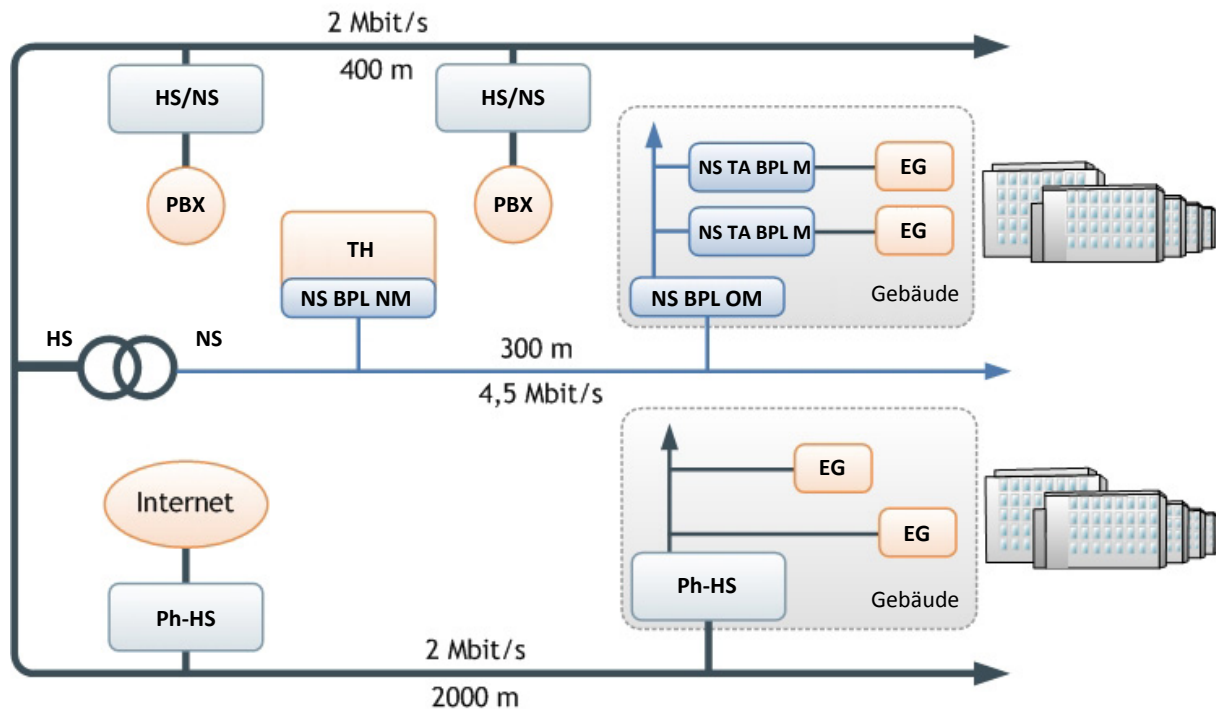 2 Mbit/s
400 m
HS/NS
HS/NS
PBX
PBX
NS TA BPL M
EG
NS TA BPL M
EG
TH
NS BPL NM
NS BPL OM
Gebäude
HS
NS
300 m
4,5 Mbit/s
EG
Internet
EG
Ph-HS
Ph-HS
Gebäude
2 Mbit/s
2000 m